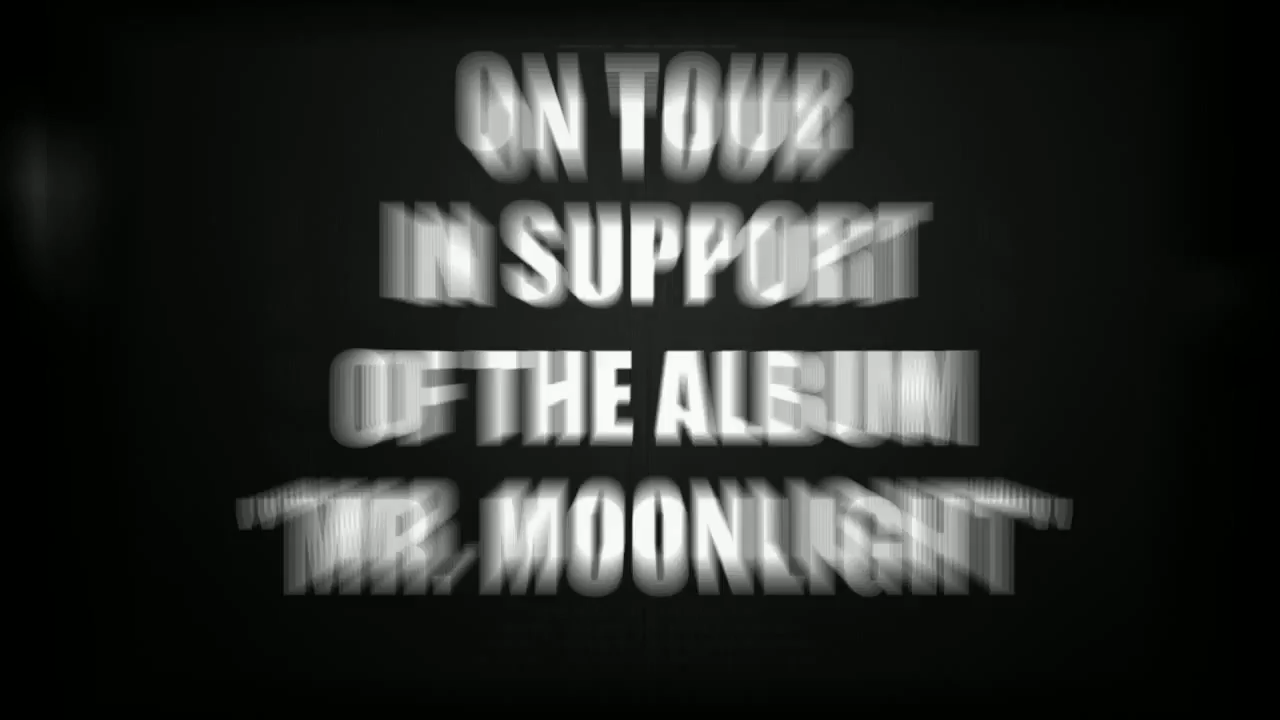 ON TOUR
IN SUPPORT
OF THE ALBUM
"MR. MOONLIGHT"